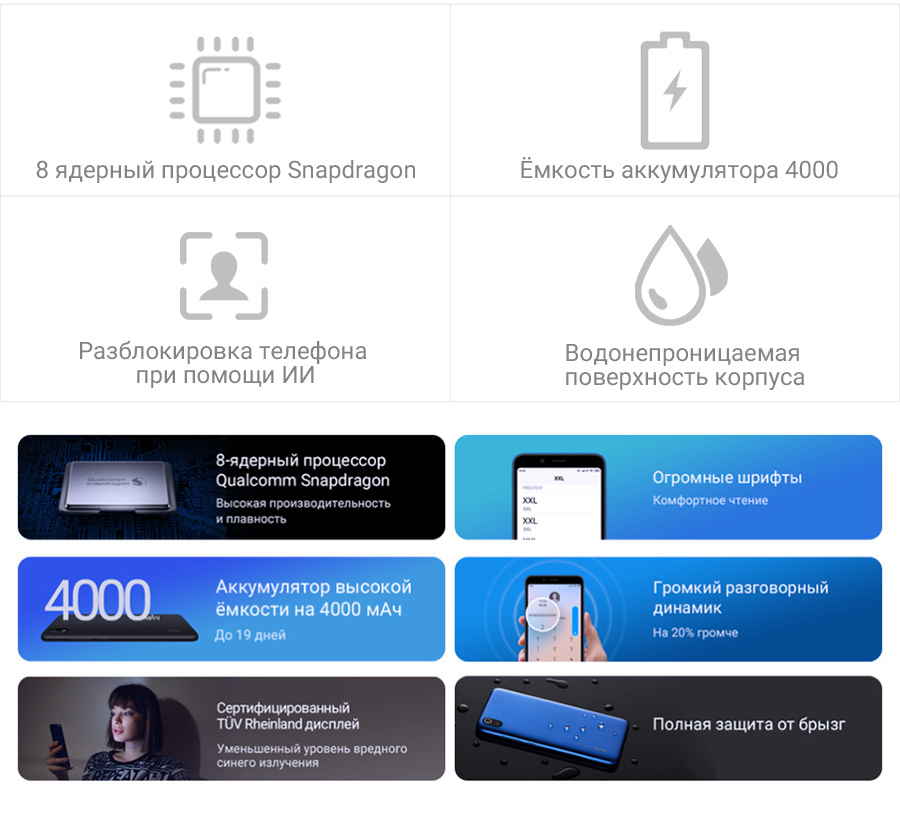 8 ядерный процессор Snapdragon
Ёмкость аккумулятора 4000
Разблокировка телефона
при помощи ИИ
Водонепроницаемая
поверхность корпуса
Qualcomm
snapdragon
8-ядерный процессор
Qualcomm Snapdragon
Высокая производительность
и плавность
XXL
PREVIEW
XXL
XXL
XXL
XXL
Огромные шрифты
Комфортное чтение
4000 мАч
Аккумулятор высокой
ёмкости на 4000 мАч
До 19 дней
Громкий разговорный
динамик
На 20% громче
Сертифицированный
TÜV Rheinland дисплей
Уменьшенный уровень вредного
синего излучения
Полная защита от брызг